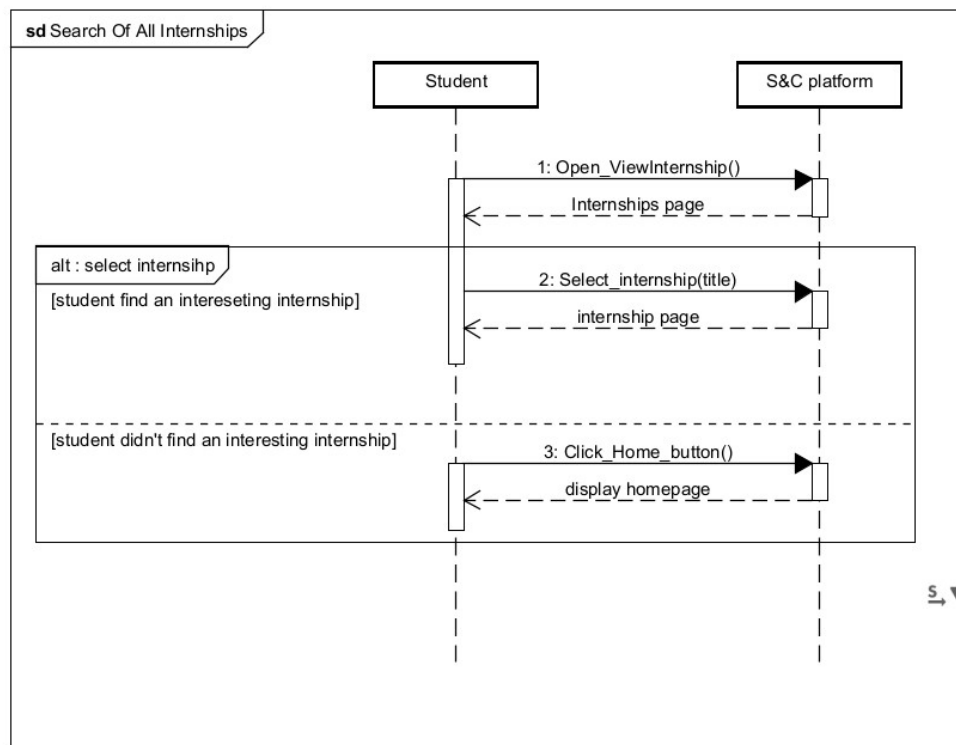 sd Search Of All Internships
Student
S&C platform
1: Open_ViewInternship()
Internships page
alt : select internsihp
[student find an intereseting internship]
2: Select_internship(title)
internship page
[student didn't find an interesting internship]
3: Click_Home_button()
display homepage
S